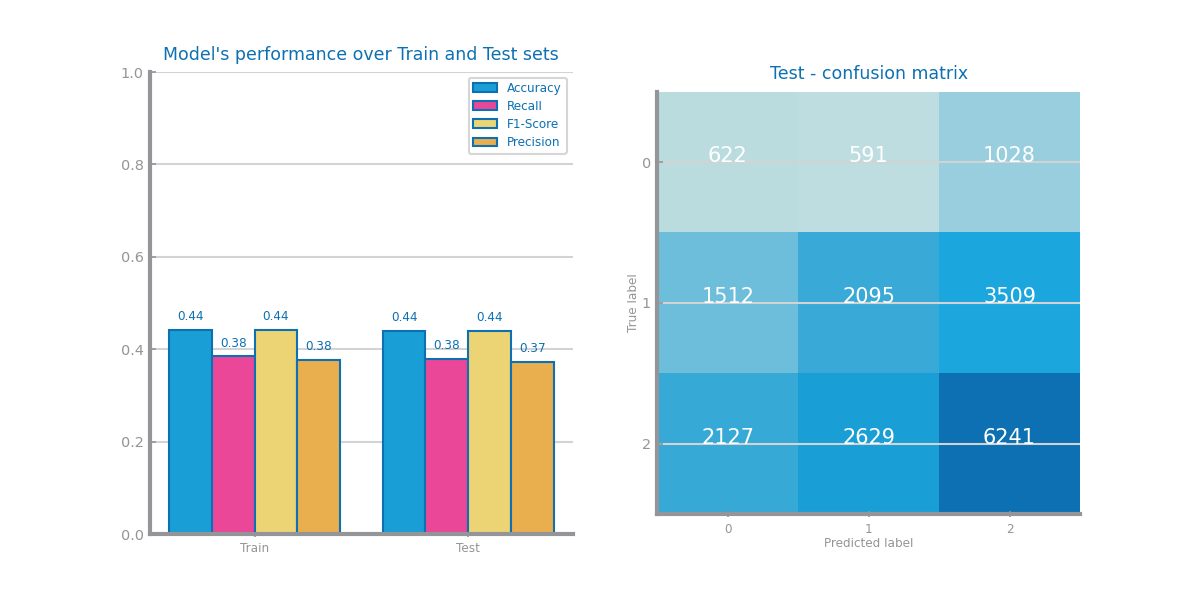 Model's performance over Train and Test sets
1.0
0.8
0.6
0.4
0.2
0.0
Accuracy
Recall
F1-Score
Precision
0.44
0.38
0.44
0.38
0.44
0.38
0.44
0.37
Train
Test
Test - confusion matrix
True label
0
1
2
622 591 1028
1512 2095 3509
2127 2629 6241
0 1 2
Predicted label